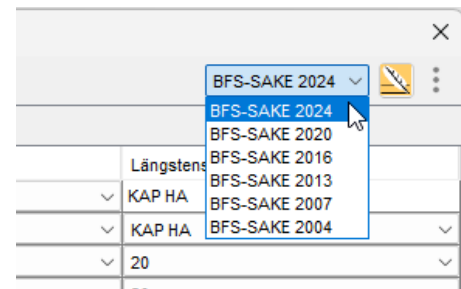 BFS-SAKE 2024
BFS-SAKE 2024
BFS-SAKE 2020
BFS-SAKE 2016
BFS-SAKE 2013
BFS-SAKE 2007
BFS-SAKE 2004
Längstens
KAP HA
KAP HA
20